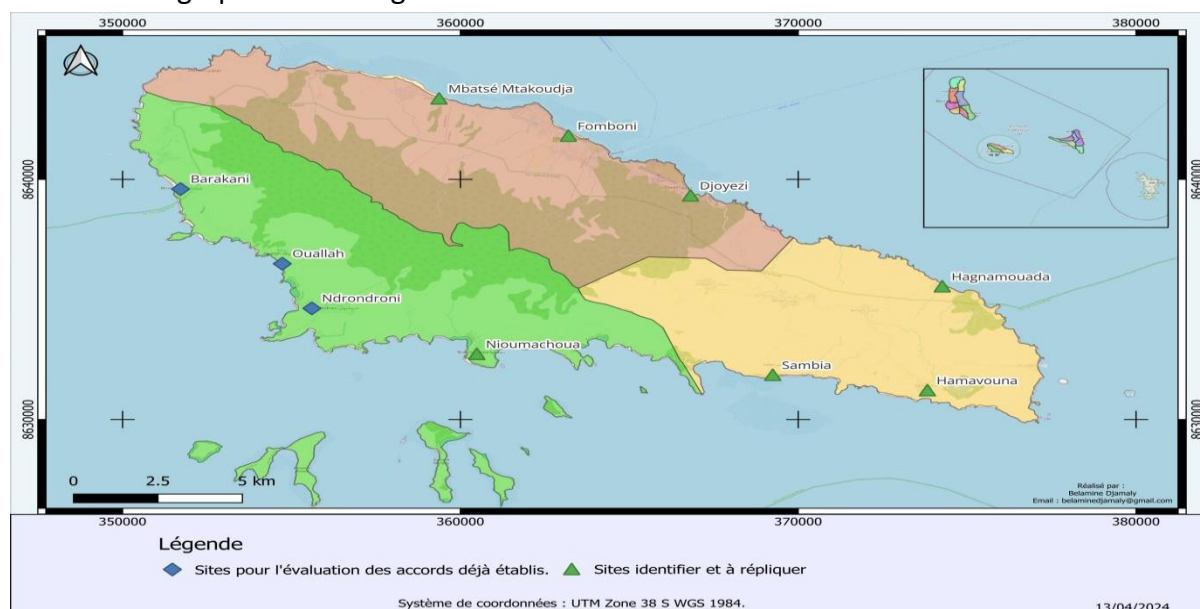 350000 360000 370000 380000
Mbatsé Mtakoudja
Fomboni
8640000 8640000
Barakani
Djoyezi
Ouallah
Hagnamouada
Ndrondroni
Nioumachoua
Sambia
Hamavouna
8630000 8630000
0 2.5 5 km
Réalisé par :
Belamine Djamaly
Email : belaminedjamaly@gmail.com
350000 360000 370000 380000
Légende
Sites pour l'évaluation des accords déjà établis. Sites identifier et à répliquer
Système de coordonnées : UTM Zone 38 S WGS 1984.
13/04/2024